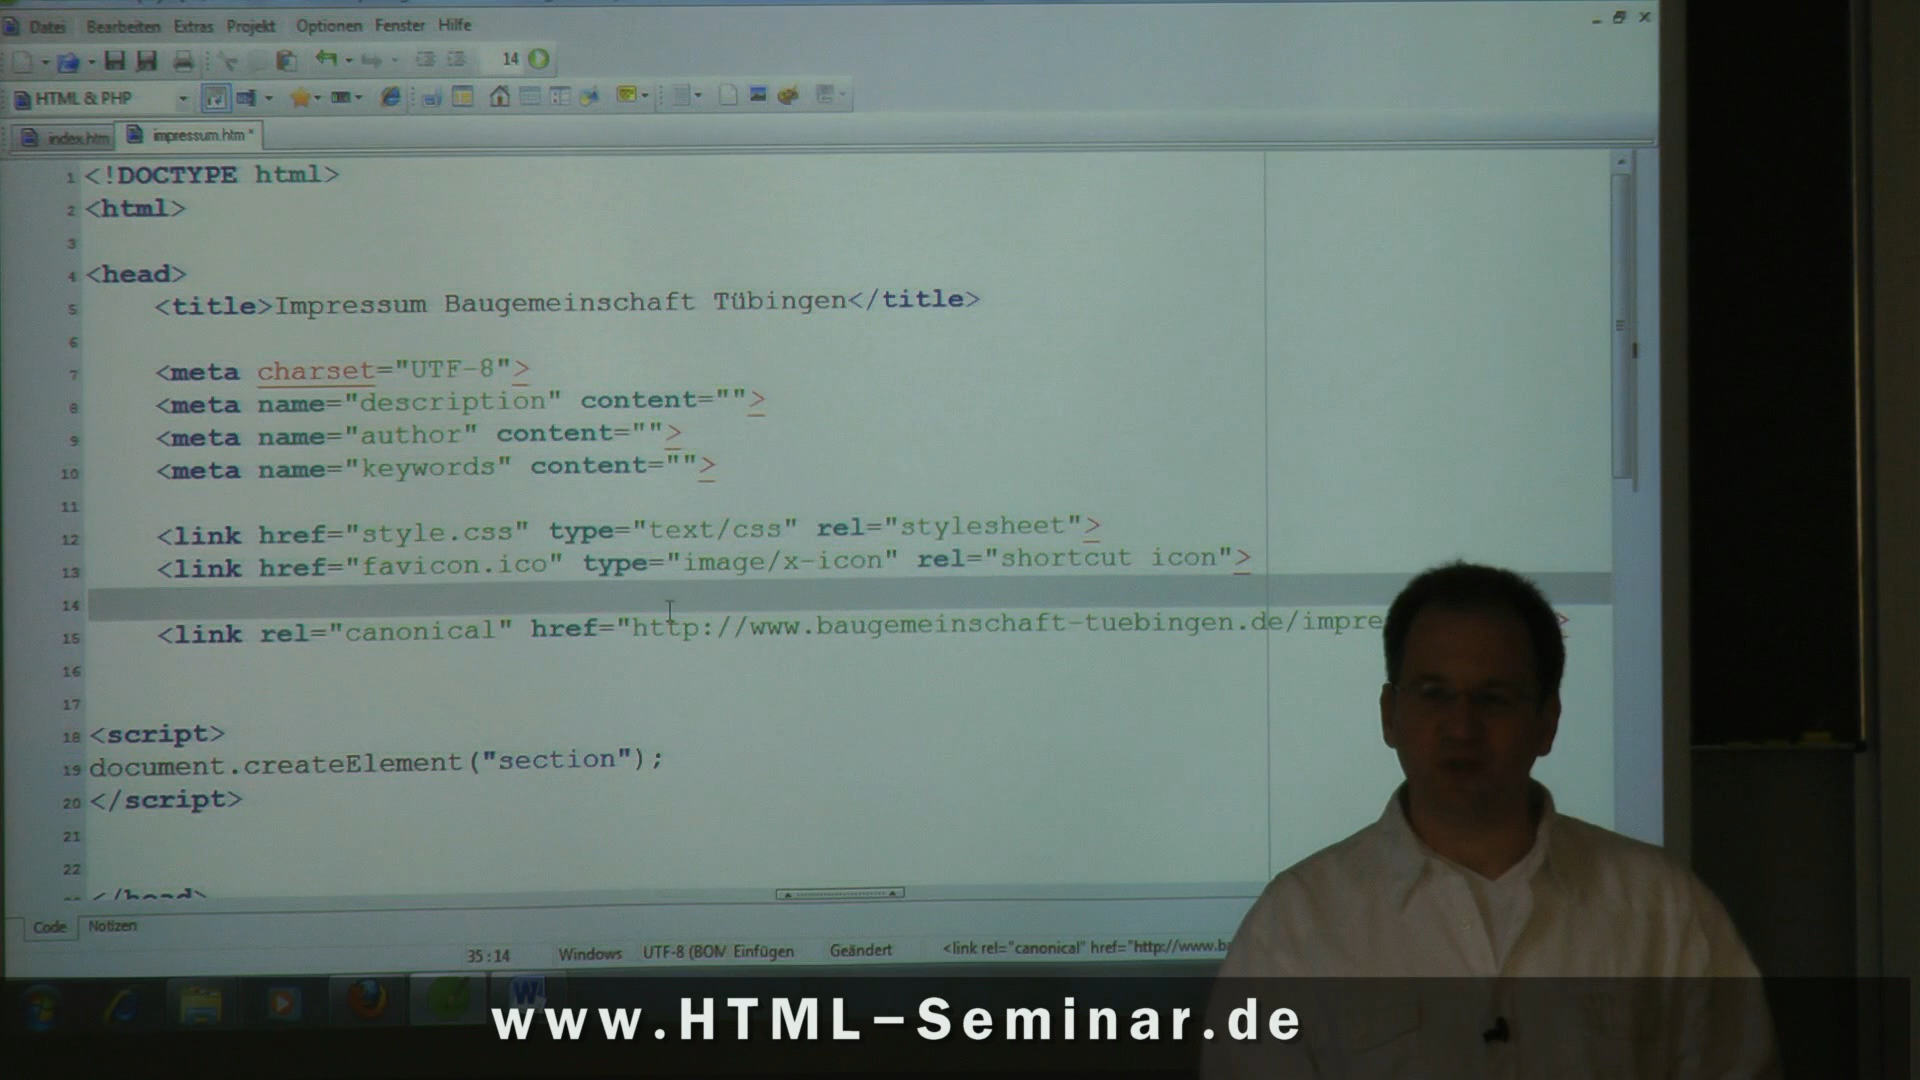 Datei Bearbeiten Extras Projekt Optionen Fenster Hilfe
14
HTML & PHP
index.htm impressum.htm *
1 <!DOCTYPE html>
2 <html>
3
4 <head>
5 <title>Impressum Baugemeinschaft Tübingen</title>
6
7 <meta charset="UTF-8">
8 <meta name="description" content="">
9 <meta name="author" content="">
10 <meta name="keywords" content="">
11
12 <link href="style.css" type="text/css" rel="stylesheet">
13 <link href="favicon.ico" type="image/x-icon" rel="shortcut icon">
14
15 <link rel="canonical" href="http://www.baugemeinschaft-tuebingen.de/impre
16
17
18 <script>
19 document.createElement("section");
20 </script>
21
22
</head>
Code Notizen
35:14 Windows UTF-8 (BOM Einfügen Geändert <link rel="canonical" href="http://www.ba
www.HTML-Seminar.de